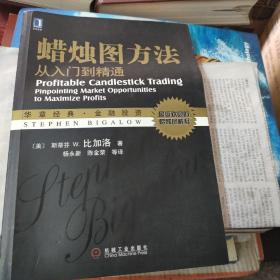 蜡烛图方法
从入门到精通
Profitable Candlestick Trading
Pinpointing Market Opportunities
to Maximize Profits
华章经典·金融投资
STEPHEN BIGALOW
(美) 斯蒂芬 W. 比加洛 著
杨永新 陈金荣 等译
机械工业出版社
China Machine Press